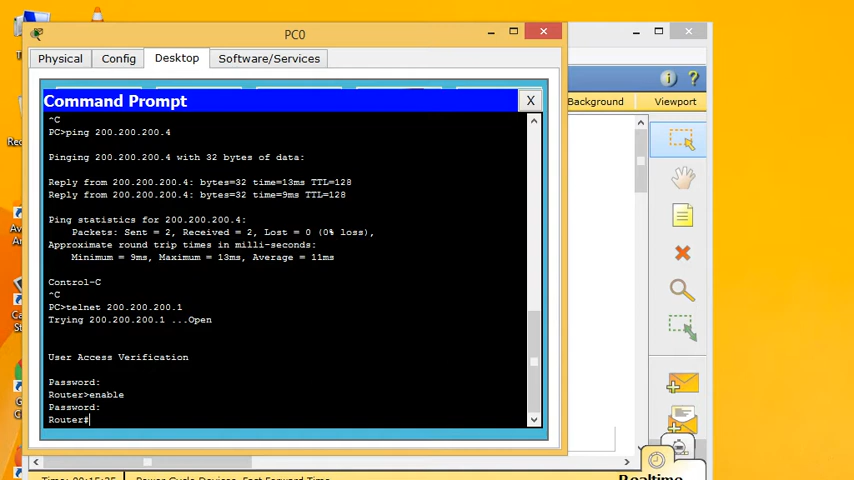 PC0
Physical
Config
Desktop
Software/Services
Command Prompt
X
^C
PC>ping 200.200.200.4
Pinging 200.200.200.4 with 32 bytes of data:
Reply from 200.200.200.4: bytes=32 time=13ms TTL=128
Reply from 200.200.200.4: bytes=32 time=9ms TTL=128
Ping statistics for 200.200.200.4:
Packets: Sent = 2, Received = 2, Lost = 0 (0% loss),
Approximate round trip times in milli-seconds:
Minimum = 9ms, Maximum = 13ms, Average = 11ms
Control-C
^C
PC>telnet 200.200.200.1
Trying 200.200.200.1 ...Open
User Access Verification
Password:
Router>enable
Password:
Router#
Background
Viewport
Realtime